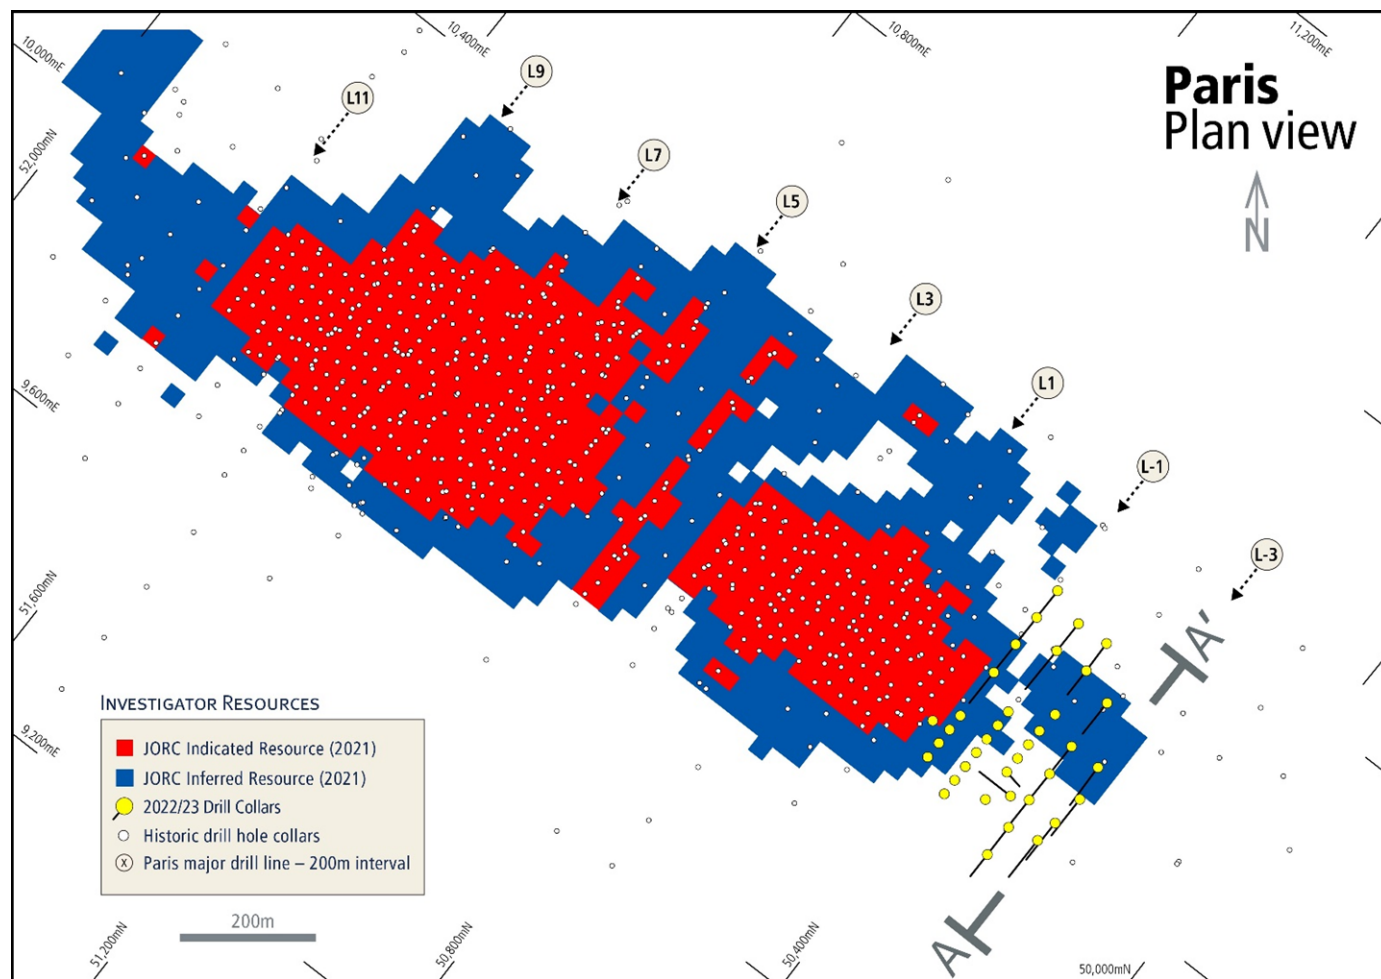 10,000mE
10,400mE
10,800mE
11,200mE
Paris
Plan view
N
L11
L9
L7
L5
L3
L1
L-1
L-3
52,000mN
9,600mE
51,600mN
9,200mE
A'
A
INVESTIGATOR RESOURCES
JORC Indicated Resource (2021)
JORC Inferred Resource (2021)
2022/23 Drill Collars
Historic drill hole collars
X Paris major drill line – 200m interval
200m
51,200mN
50,800mN
50,400mN
50,000mN